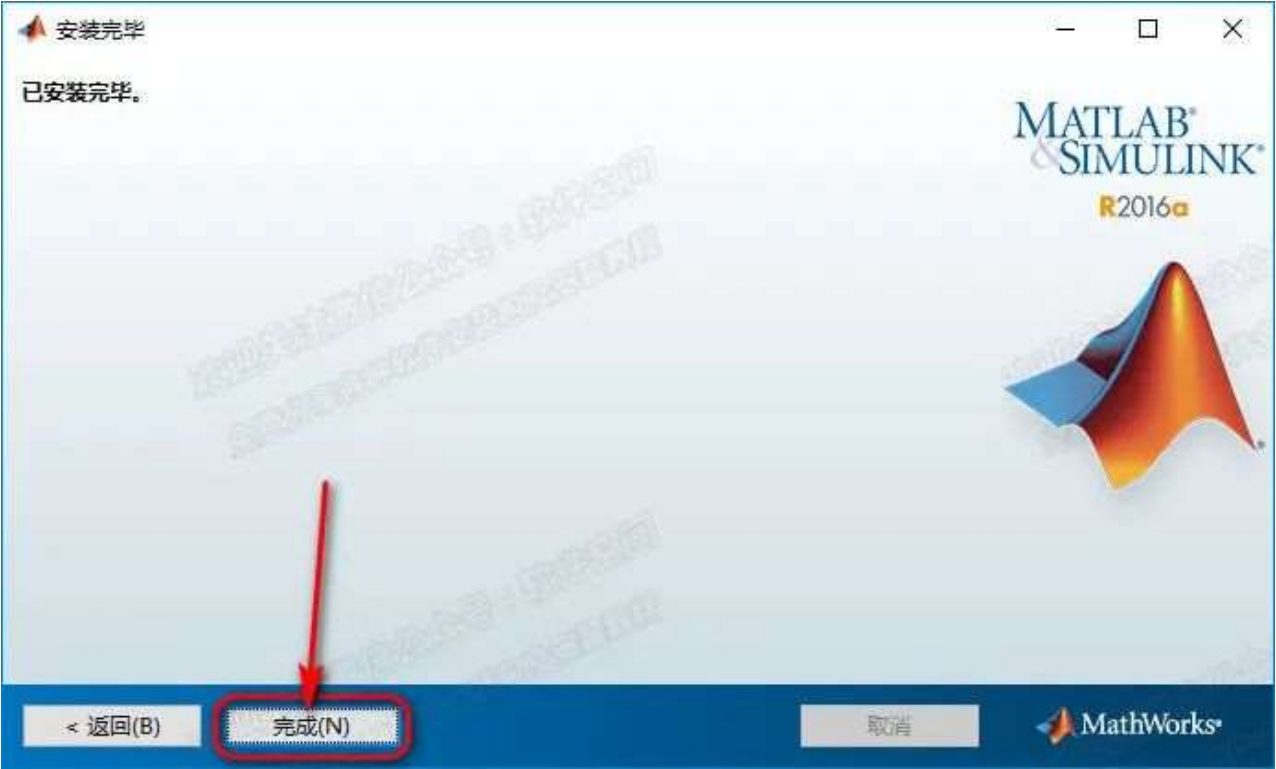 安装完毕
已安装完毕。
MATLAB®
&SIMULINK®
R2016a
< 返回(B)
完成(N)
取消
MathWorks®